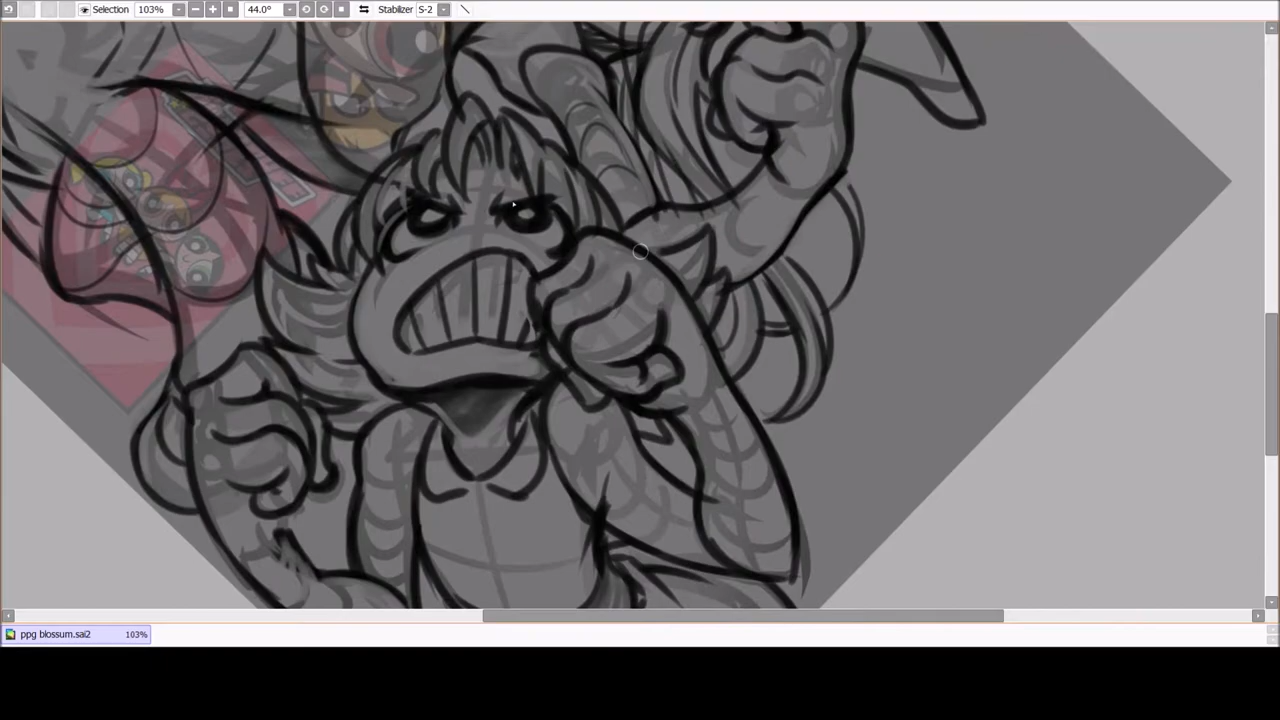 Selection 103% 44.0° Stabilizer S-2
ppg blossum.sai2 103%